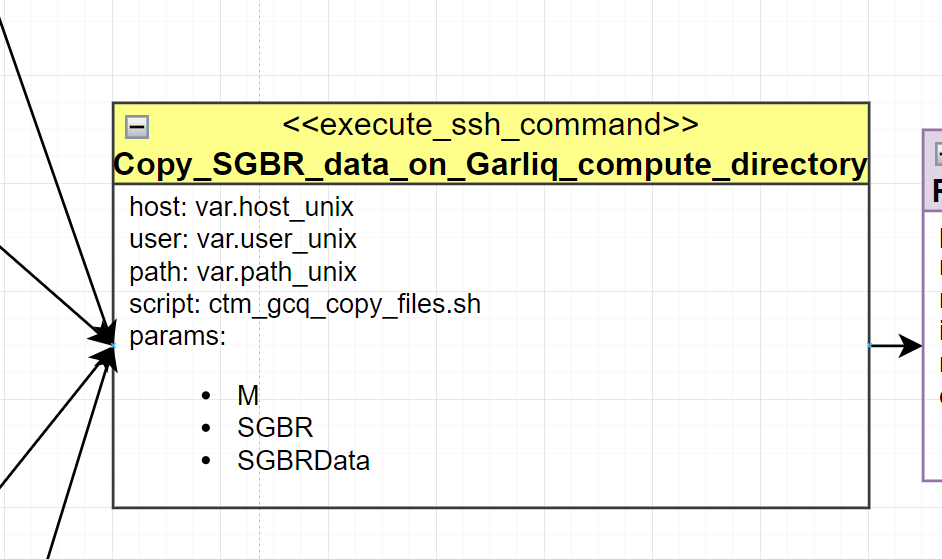 <<execute_ssh_command>>
Copy_SGBR_data_on_Garliq_compute_directory
host: var.host_unix
user: var.user_unix
path: var.path_unix
script: ctm_gcq_copy_files.sh
params:
• M
• SGBR
• SGBRData